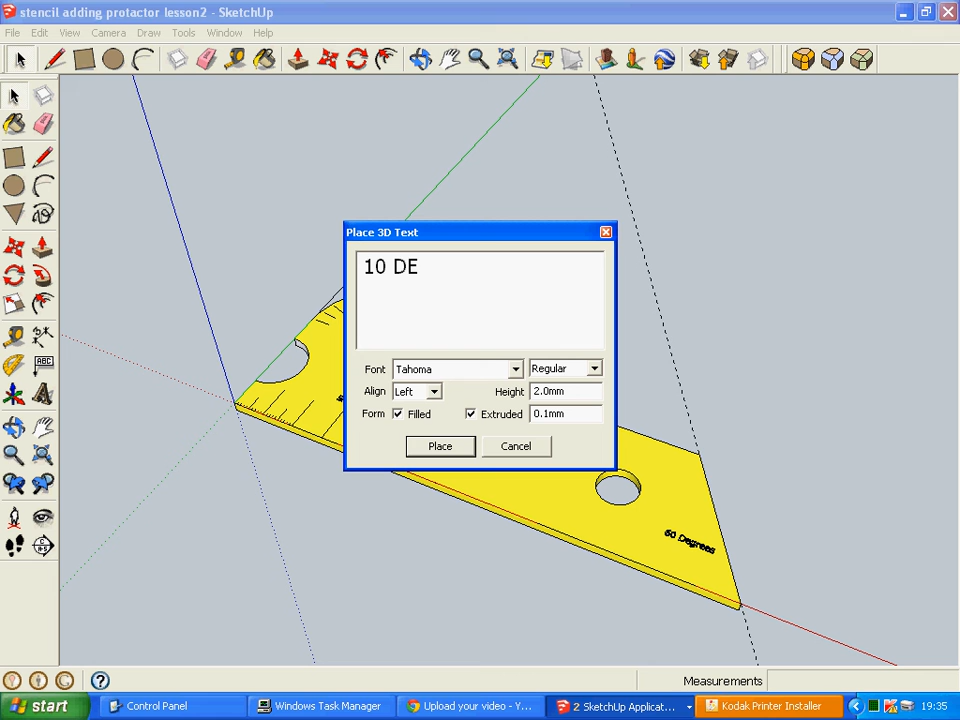 stencil adding protactor lesson2 - SketchUp
File Edit View Camera Draw Tools Window Help
Place 3D Text
10 DE
Font Tahoma Regular
Align Left Height 2.0mm
Form Filled Extruded 0.1mm
Place Cancel
60 Degrees
ABC
Measurements
start Control Panel Windows Task Manager Upload your video - Y... 2 SketchUp Applicat... Kodak Printer Installer 19:35